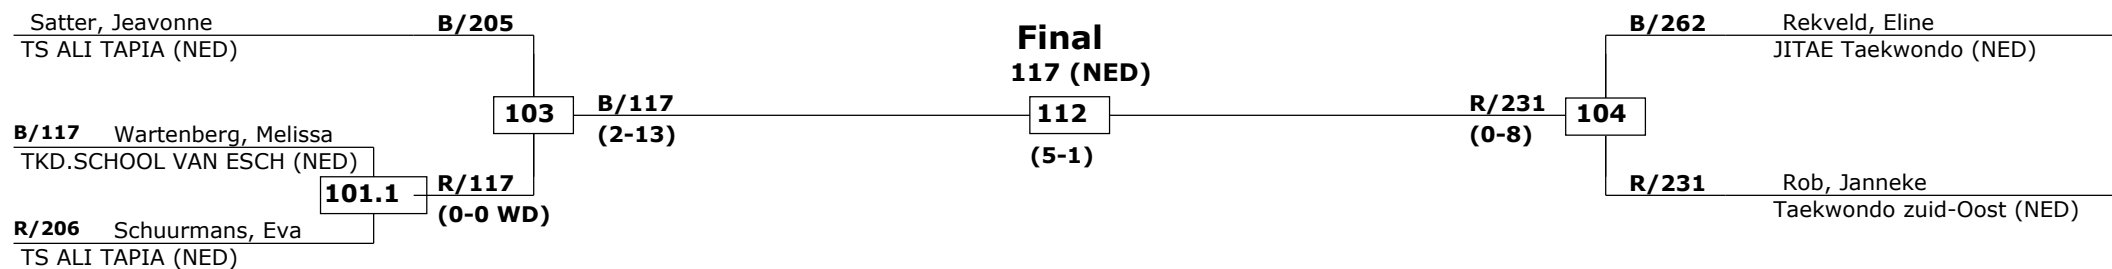 Satter, Jeavonne
B/205
TS ALI TAPIA (NED)
B/117 Wartenberg, Melissa
TKD.SCHOOL VAN ESCH (NED)
101.1
R/206 Schuurmans, Eva
TS ALI TAPIA (NED)
R/117
(0-0 WD)
103
B/117
(2-13)
Final
117 (NED)
112
(5-1)
R/231
(0-8)
104
B/262 Rekveld, Eline
JITAE Taekwondo (NED)
R/231 Rob, Janneke
Taekwondo zuid-Oost (NED)